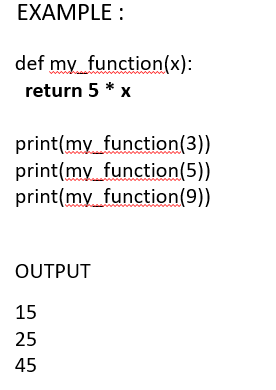 EXAMPLE :
def my_function(x):
return 5 * x
print(my_function(3))
print(my_function(5))
print(my_function(9))
OUTPUT
15
25
45